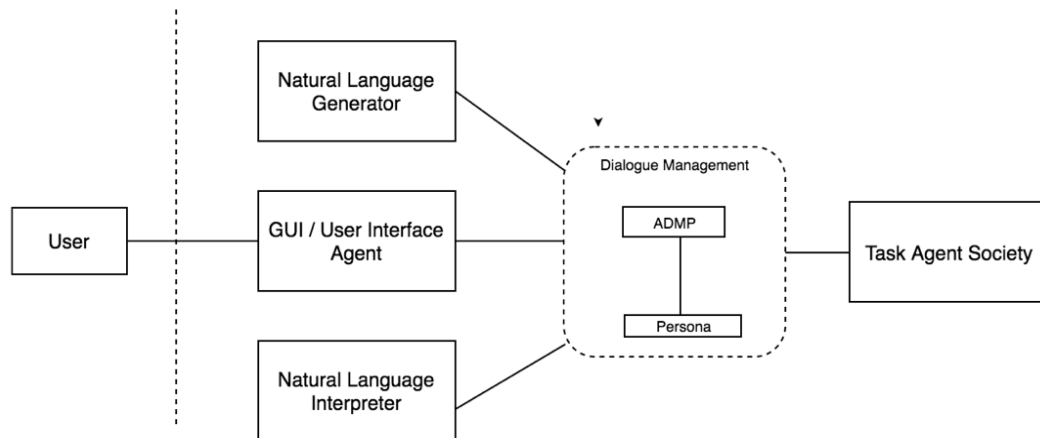 Natural Language
Generator
Dialogue Management
User
GUI / User Interface
Agent
ADMP
Task Agent Society
Persona
Natural Language
Interpreter